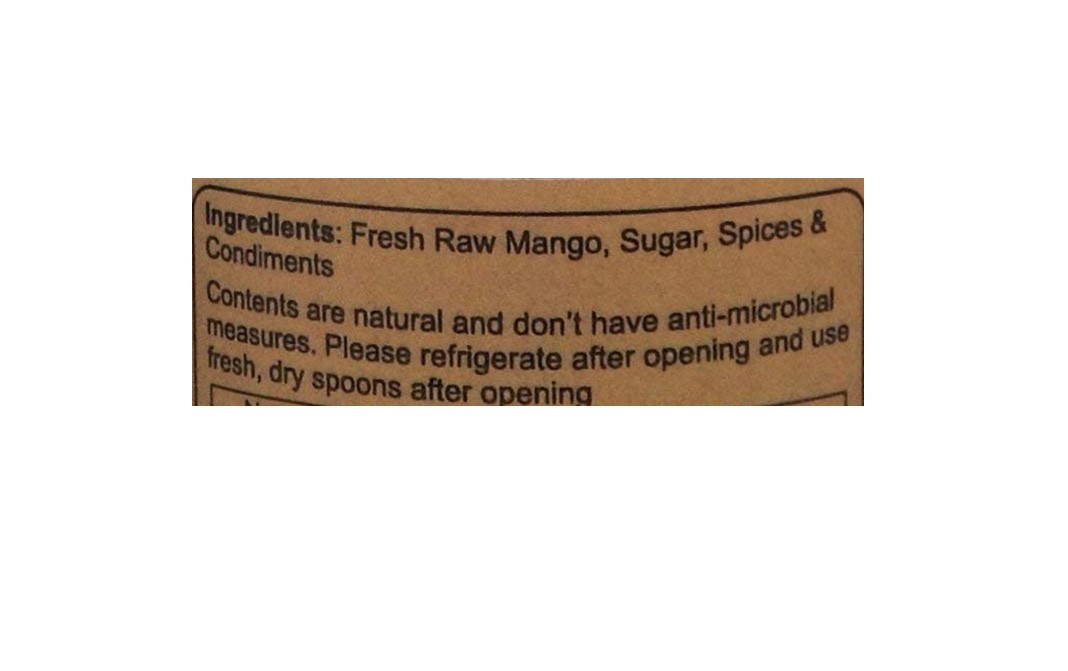 Ingredients: Fresh Raw Mango, Sugar, Spices &
Condiments
Contents are natural and don't have anti-microbial
measures. Please refrigerate after opening and use
fresh, dry spoons after opening